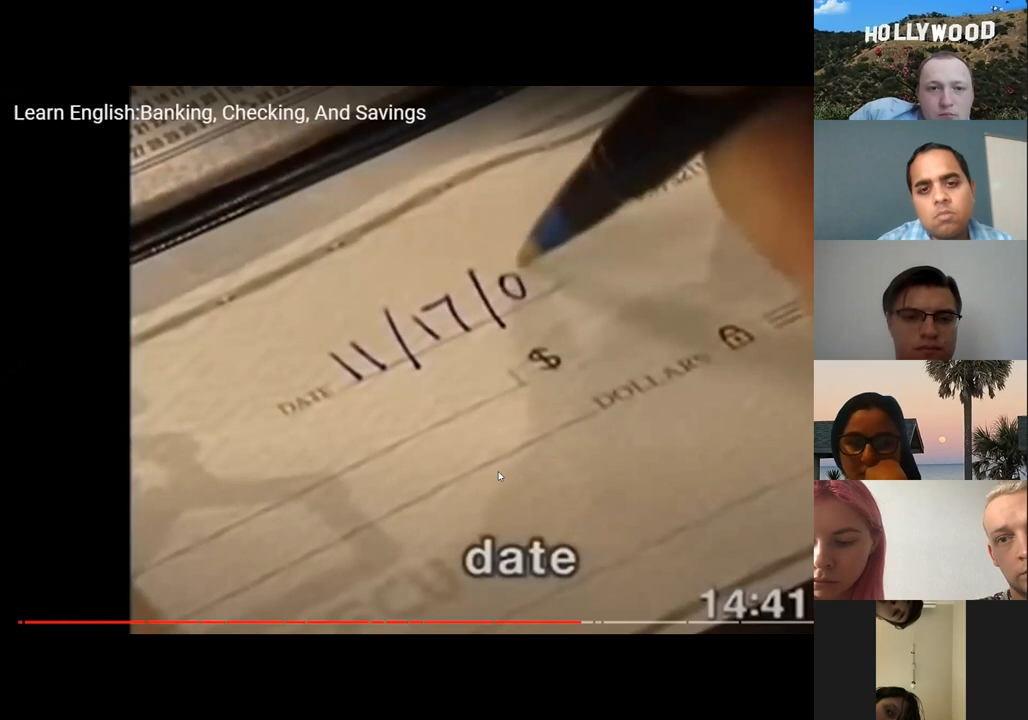 HOLLYWOOD
Learn English:Banking, Checking, And Savings
11/17/0
DATE
$
DOLLARS
date
14:41